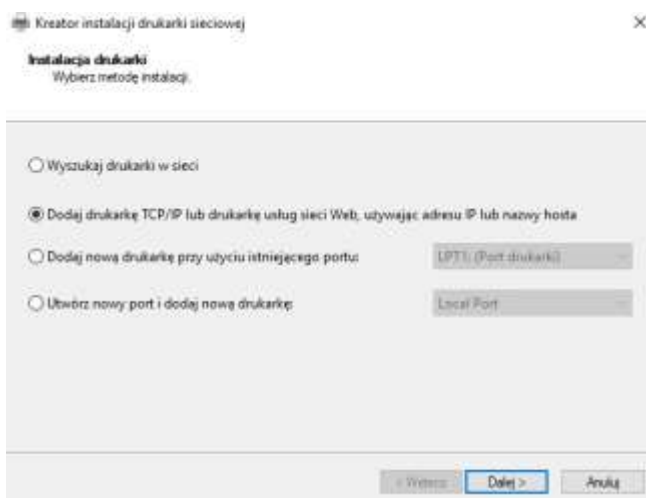 Kreator instalacji drukarki sieciowej
Instalacja drukarki
Wybierz metodę instalacji.
Wyszukaj drukarki w sieci
Dodaj drukarkę TCP/IP lub drukarkę usług sieci Web, używając adresu IP lub nazwy hosta
Dodaj nową drukarkę przy użyciu istniejącego portu: LPT1: (Port drukarki)
Utwórz nowy port i dodaj nową drukarkę: Local Port
< Wstecz Dalej > Anuluj